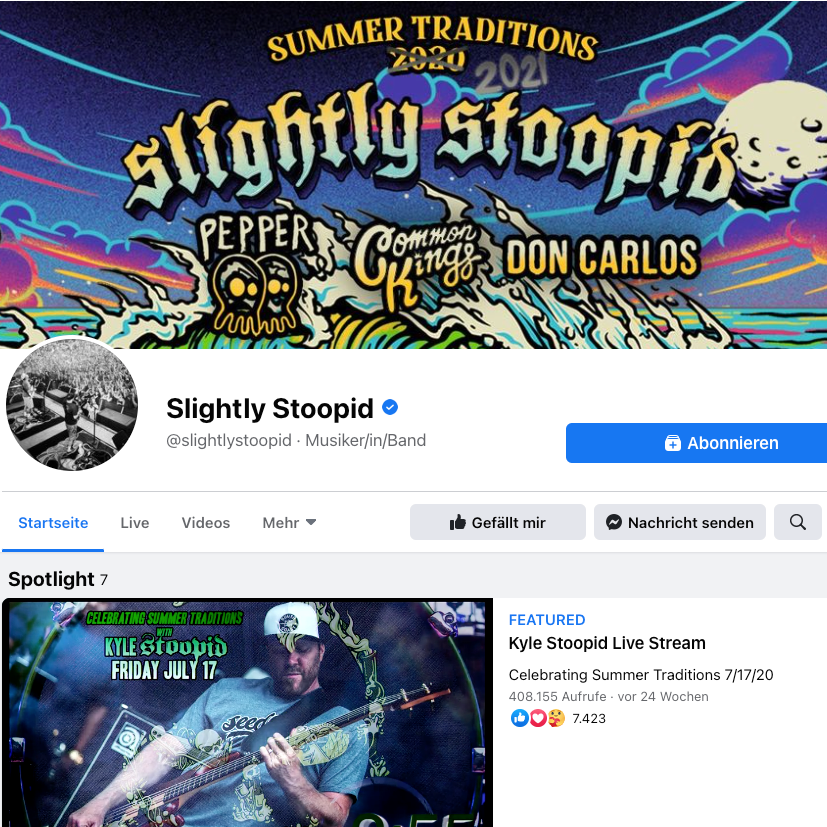 SUMMER TRADITIONS
2020
2021
slightly stoopid
PEPPER
Common Kings
DON CARLOS
Slightly Stoopid
@slightlystoopid · Musiker/in/Band
Abonnieren
Startseite
Live
Videos
Mehr
Gefällt mir
Nachricht senden
Spotlight 7
CELEBRATING SUMMER TRADITIONS
WITH
KYLE Stoopid
FRIDAY JULY 17
seed
FEATURED
Kyle Stoopid Live Stream
Celebrating Summer Traditions 7/17/20
408.155 Aufrufe · vor 24 Wochen
7.423